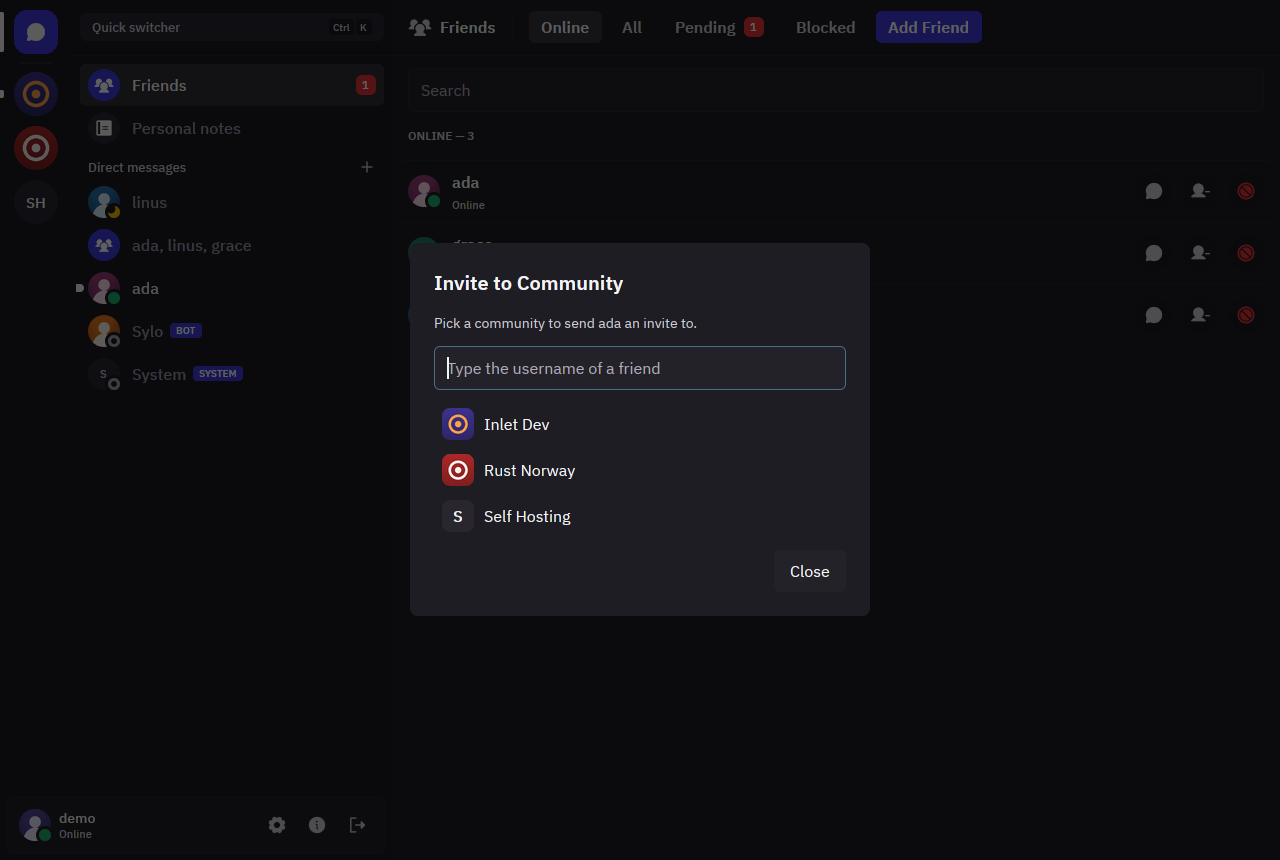 Quick switcher Ctrl K
Friends Online All Pending 1 Blocked Add Friend
Friends 1
Personal notes
Direct messages
linus
ada, linus, grace
ada
Sylo BOT
System SYSTEM
SH
S
Search
ONLINE — 3
ada
Online
Invite to Community
Pick a community to send ada an invite to.
Type the username of a friend
Inlet Dev
Rust Norway
S Self Hosting
Close
demo
Online